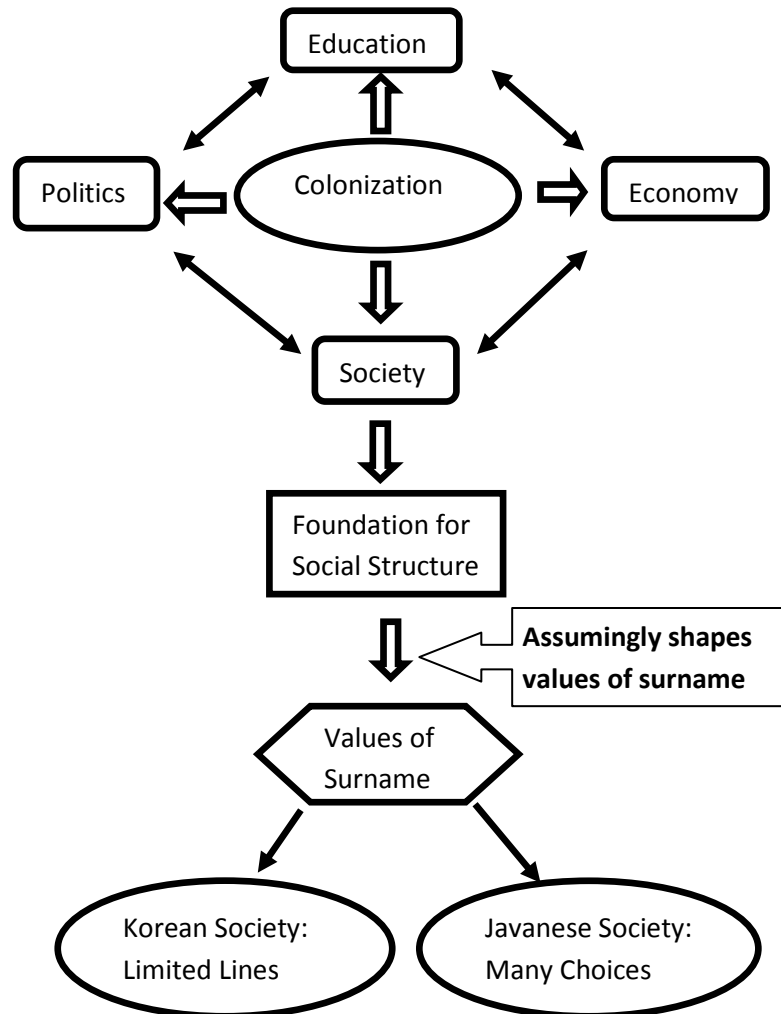 Education
Politics
Colonization
Economy
Society
Foundation for
Social Structure
Assumingly shapes
values of surname
Values of
Surname
Korean Society:
Limited Lines
Javanese Society:
Many Choices